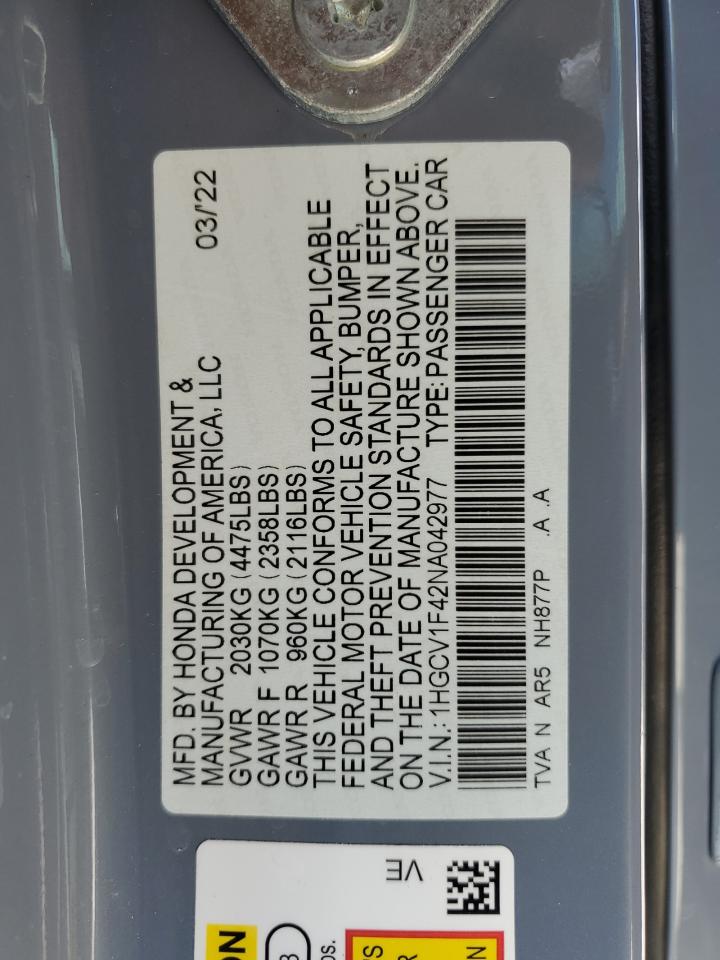 MFD. BY HONDA DEVELOPMENT &
MANUFACTURING OF AMERICA, LLC 03/'22
GVWR 2030KG (4475LBS)
GAWR F 1070KG (2358LBS)
GAWR R 960KG (2116LBS)
THIS VEHICLE CONFORMS TO ALL APPLICABLE
FEDERAL MOTOR VEHICLE SAFETY, BUMPER,
AND THEFT PREVENTION STANDARDS IN EFFECT
ON THE DATE OF MANUFACTURE SHOWN ABOVE.
V.I.N.: 1HGCV1F42NA042977 TYPE: PASSENGER CAR
TVA N AR5 NH877P .A .A
VE